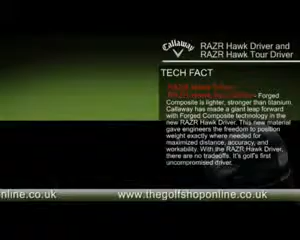 Callaway
RAZR Hawk Driver and
RAZR Hawk Tour Driver
TECH FACT
RAZR Hawk Driver
- Forged
Composite is lighter, stronger than titanium.
Callaway has made a giant leap forward
with Forged Composite technology in the
new RAZR Hawk Driver. This new material
gave engineers the freedom to position
weight exactly where needed for
maximized distance, accuracy, and
workability. With the RAZR Hawk Driver,
there are no tradeoffs. It's golf's first
uncompromised driver.
online.co.uk www.thegolfshoponline.co.uk